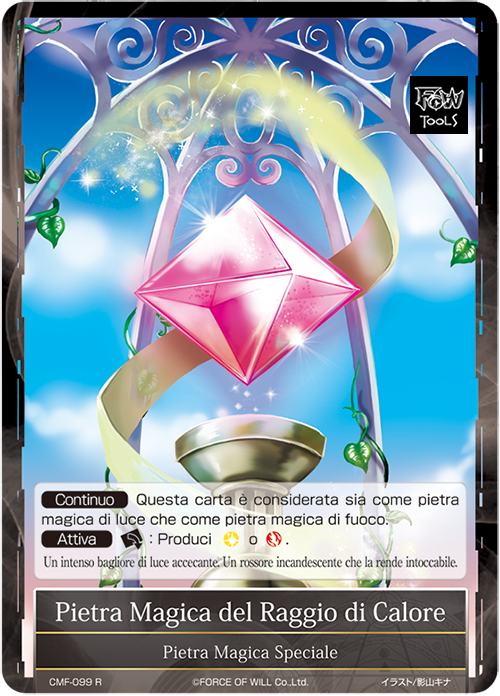 FOW
TOOLS
Continuo Questa carta è considerata sia come pietra
magica di luce che come pietra magica di fuoco.
Attiva : Produci o .
Un intenso bagliore di luce accecante. Un rossore incandescente che la rende intoccabile.
Pietra Magica del Raggio di Calore
Pietra Magica Speciale
CMF-099 R ©FORCE OF WILL Co.,Ltd. イラスト/影山キナ